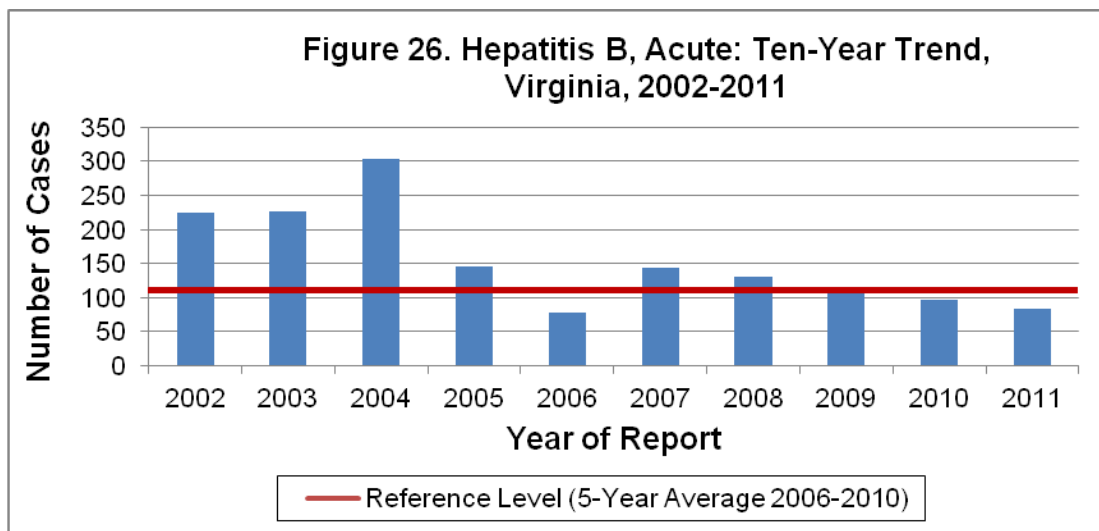 Figure 26. Hepatitis B, Acute: Ten-Year Trend,
Virginia, 2002-2011
Number of Cases
350
300
250
200
150
100
50
0
2002 2003 2004 2005 2006 2007 2008 2009 2010 2011
Year of Report
Reference Level (5-Year Average 2006-2010)